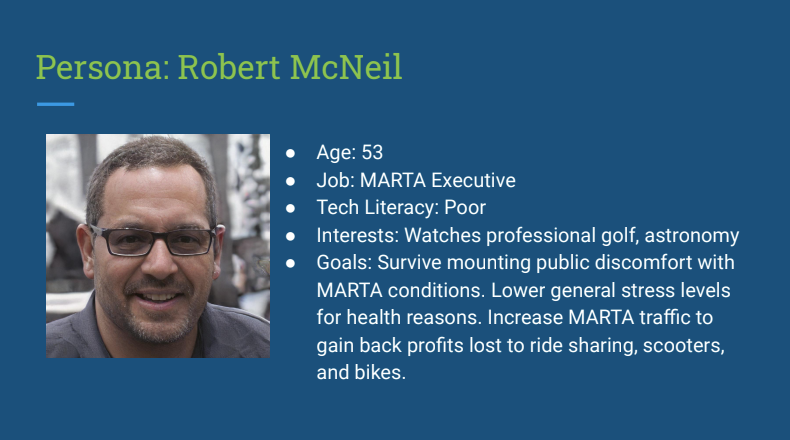 Persona: Robert McNeil
● Age: 53
● Job: MARTA Executive
● Tech Literacy: Poor
● Interests: Watches professional golf, astronomy
● Goals: Survive mounting public discomfort with
MARTA conditions. Lower general stress levels
for health reasons. Increase MARTA traffic to
gain back profits lost to ride sharing, scooters,
and bikes.